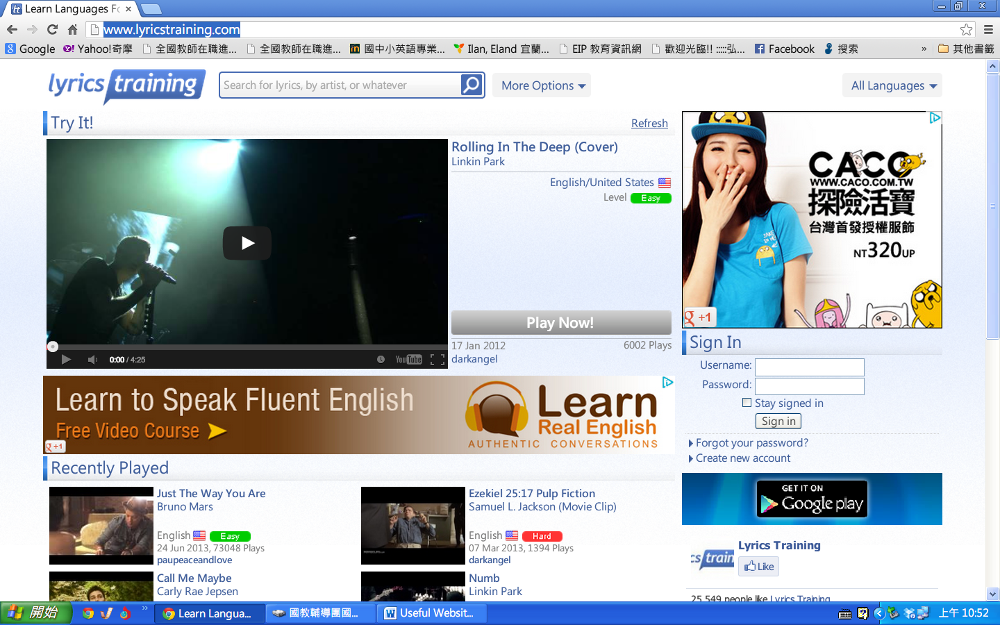 Learn Languages Fo
www.lyricstraining.com
Google
Yahoo!奇摩
全國教師在職進...
全國教師在職進...
國中小英語專業...
Ilan, Eland 宜蘭...
EIP 教育資訊網
歡迎光臨!! :::::弘...
Facebook
搜索
»
其他書籤
lyrics training
Search for lyrics, by artist, or whatever
More Options
All Languages
Try It!
Refresh
Rolling In The Deep (Cover)
Linkin Park
English/United States
Level Easy
Play Now!
17 Jan 2012
6002 Plays
darkangel
0:00 / 4:25
YouTube
CACO
WWW.CACO.COM.TW
探險活寶
台灣首發授權服飾
NT320UP
g +1
Learn to Speak Fluent English
Free Video Course
Learn
Real English
AUTHENTIC CONVERSATIONS
g +1
Sign In
Username:
Password:
Stay signed in
Sign in
Forgot your password?
Create new account
GET IT ON
Google play
Lyrics Training
Like
25,549 people like Lyrics Training
Recently Played
Just The Way You Are
Bruno Mars
English Easy
24 Jun 2013, 73048 Plays
paupeaceandlove
Ezekiel 25:17 Pulp Fiction
Samuel L. Jackson (Movie Clip)
English Hard
07 Mar 2013, 1394 Plays
darkangel
Call Me Maybe
Carly Rae Jepsen
Numb
Linkin Park
開始
»
Learn Langua...
國教輔導團國...
Useful Websit...
上午 10:52